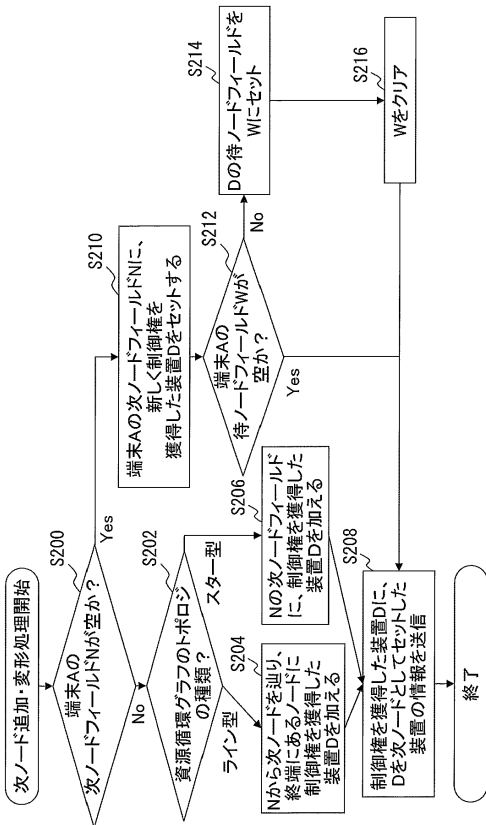 次ノード追加・変形処理開始
S200
端末Aの
次ノードフィールドNが空か？
Yes
No
S202
資源循環グラフのトポロジ
の種類？
ライン型
スター型
S204
Nから次ノードを辿り、
終端にあるノードに
制御権を獲得した
装置Dを加える
S206
Nの次ノードフィールド
に、制御権を獲得した
装置Dを加える
S208
制御権を獲得した装置Dに、
Dを次ノードとしてセットした
装置の情報を送信
終了
S210
端末Aの次ノードフィールドNに、
新しく制御権を
獲得した装置Dをセットする
S212
端末Aの
待ノードフィールドWが
空か？
Yes
No
S214
Dの待ノードフィールドを
Wにセット
S216
Wをクリア